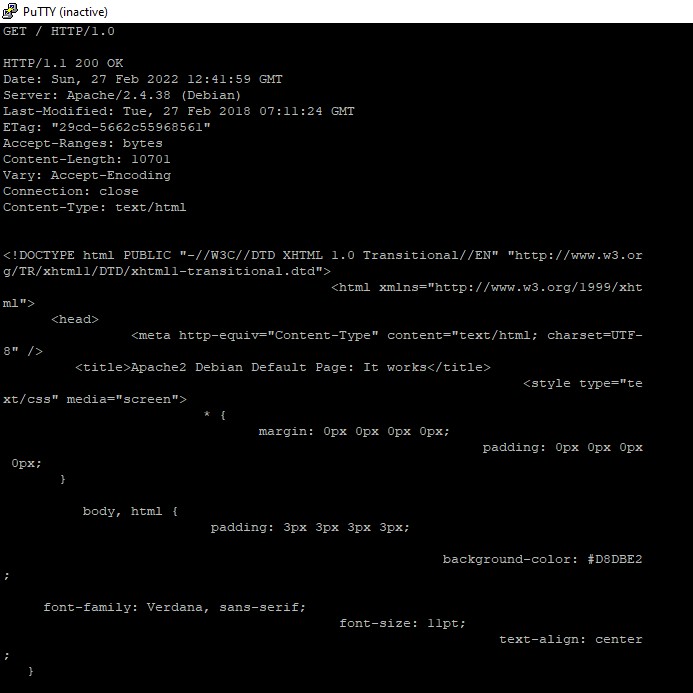 PuTTY (inactive)
GET / HTTP/1.0
HTTP/1.1 200 OK
Date: Sun, 27 Feb 2022 12:41:59 GMT
Server: Apache/2.4.38 (Debian)
Last-Modified: Tue, 27 Feb 2018 07:11:24 GMT
ETag: "29cd-5662c55968561"
Accept-Ranges: bytes
Content-Length: 10701
Vary: Accept-Encoding
Connection: close
Content-Type: text/html
<!DOCTYPE html PUBLIC "-//W3C//DTD XHTML 1.0 Transitional//EN" "http://www.w3.or
g/TR/xhtml1/DTD/xhtml1-transitional.dtd">
<html xmlns="http://www.w3.org/1999/xht
ml">
<head>
<meta http-equiv="Content-Type" content="text/html; charset=UTF-
8" />
<title>Apache2 Debian Default Page: It works</title>
<style type="te
xt/css" media="screen">
* {
margin: 0px 0px 0px 0px;
padding: 0px 0px 0px
0px;
}
body, html {
padding: 3px 3px 3px 3px;
background-color: #D8DBE2
;
font-family: Verdana, sans-serif;
font-size: 11pt;
text-align: center
;
}